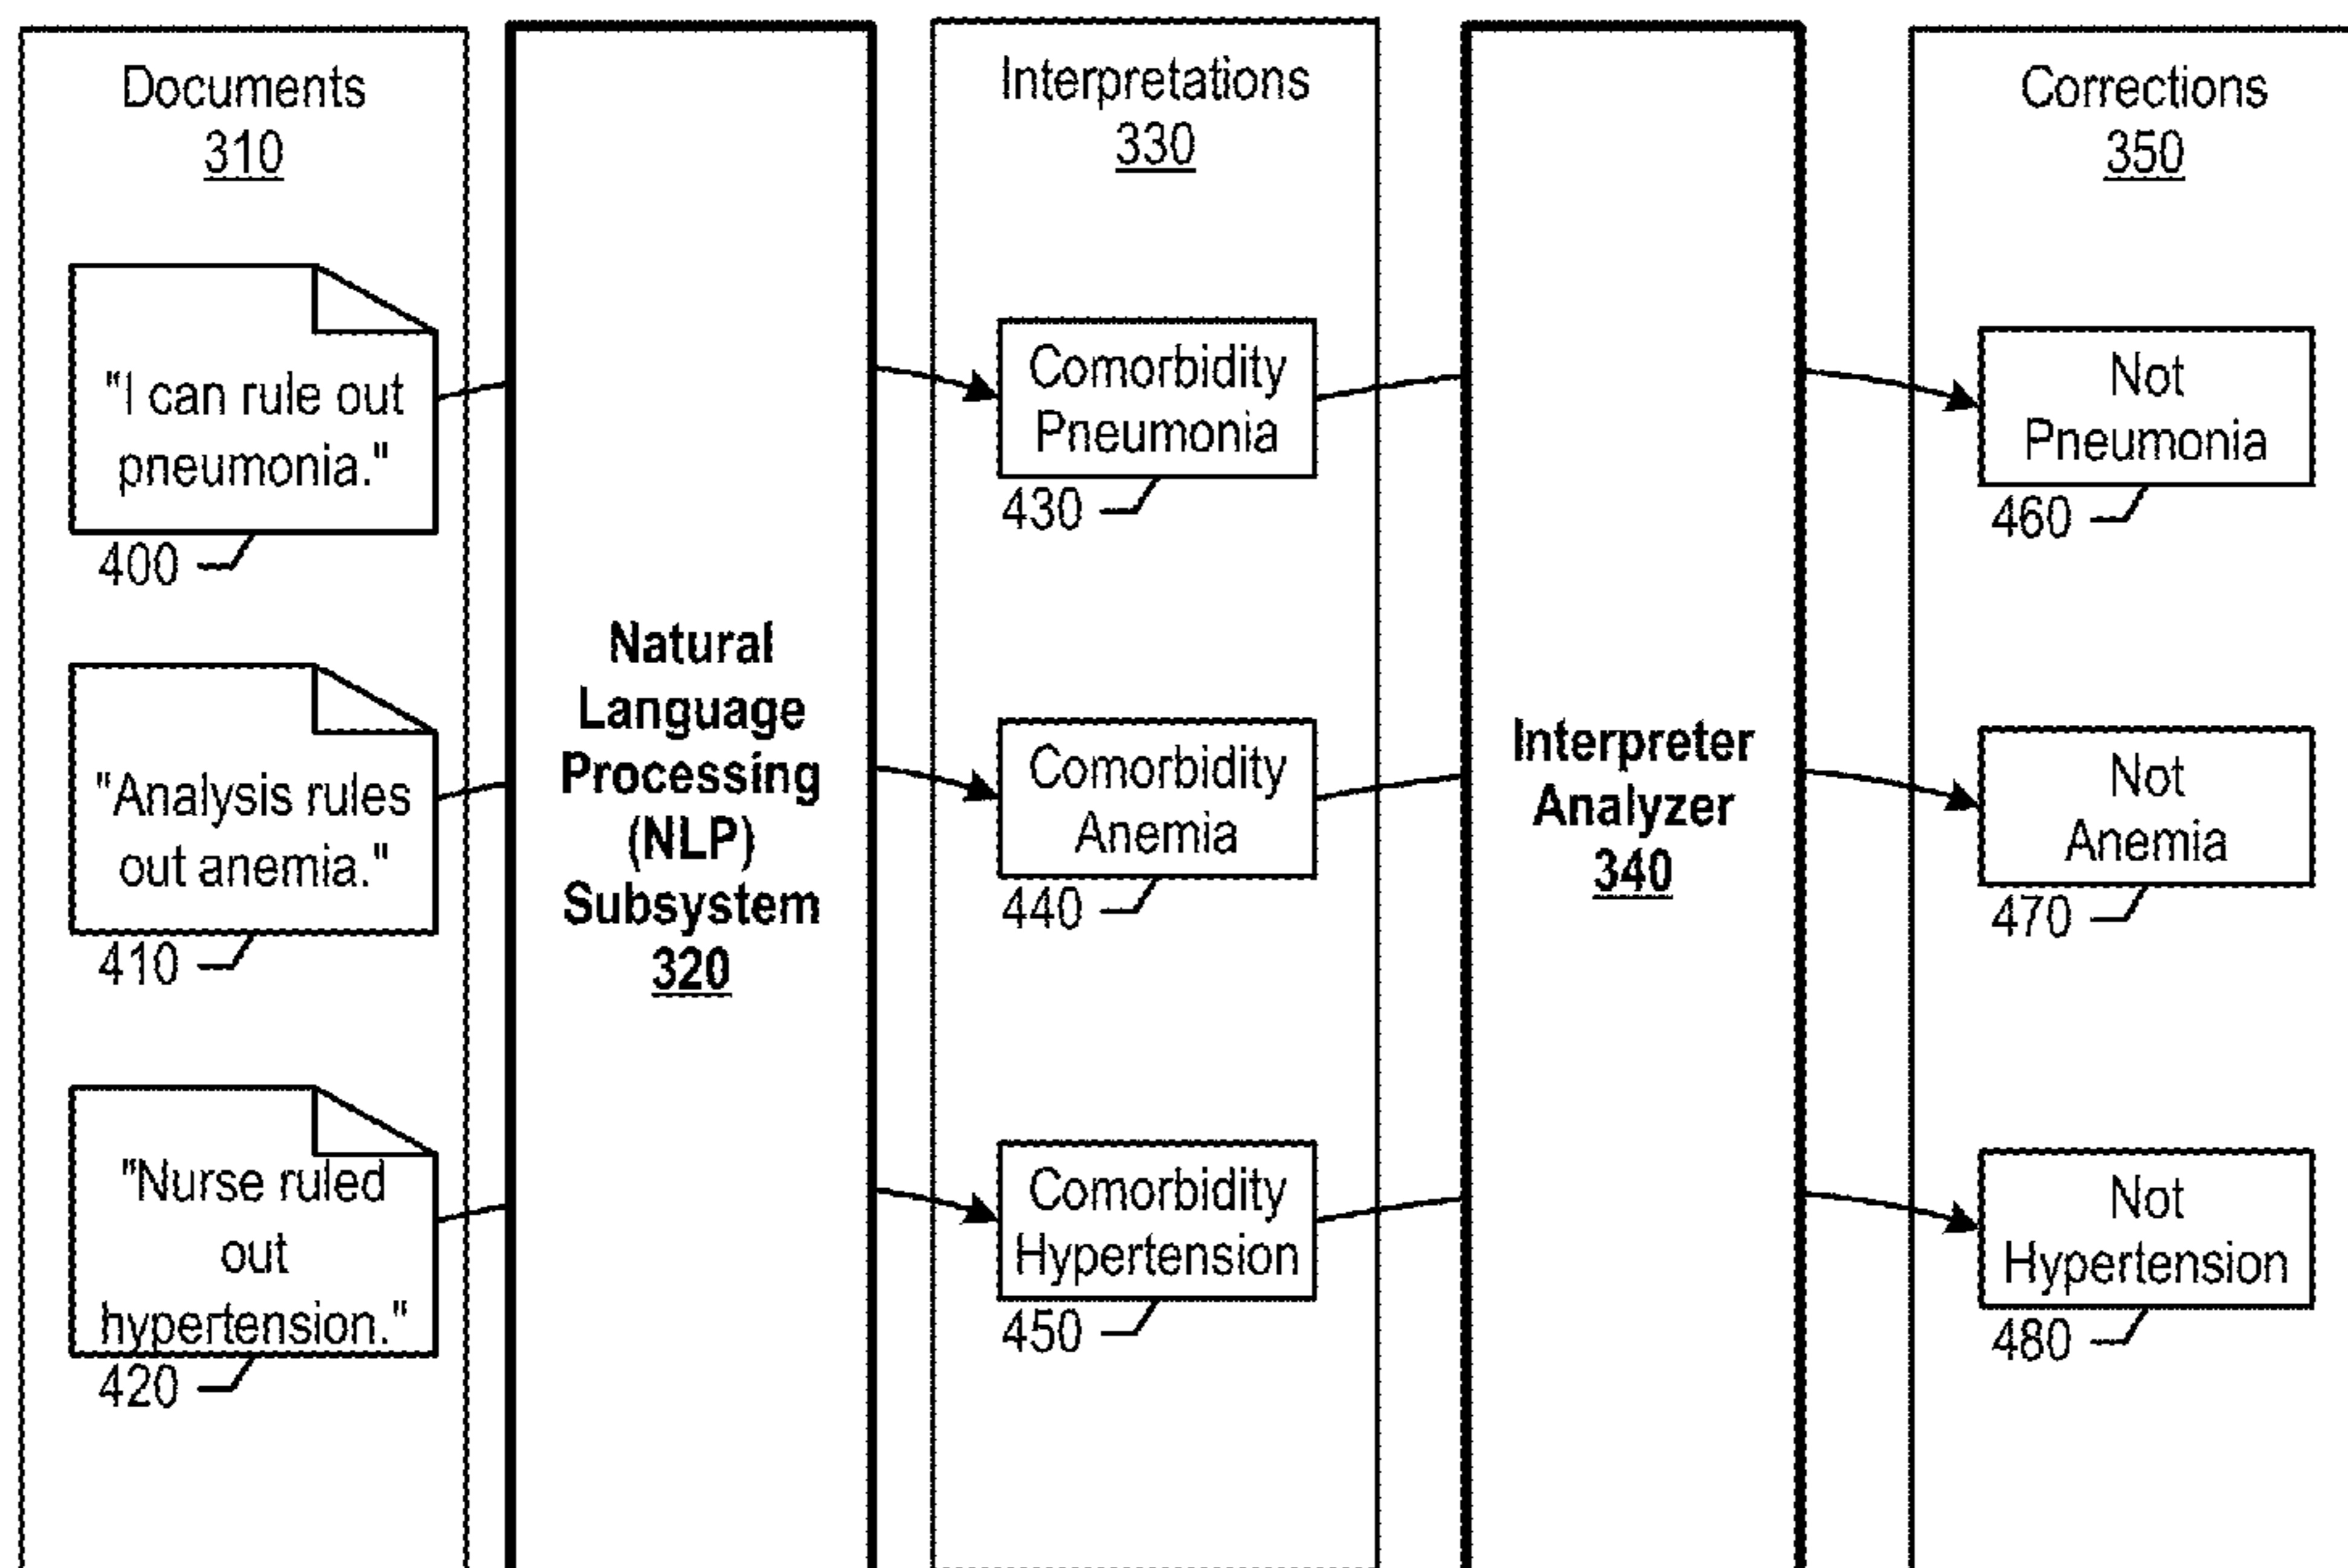 Documents
310
"I can rule out
pneumonia."
400
"Analysis rules
out anemia."
410
"Nurse ruled
out
hypertension."
420
Natural
Language
Processing
(NLP)
Subsystem
320
Interpretations
330
Comorbidity
Pneumonia
430
Comorbidity
Anemia
440
Comorbidity
Hypertension
450
Interpreter
Analyzer
340
Corrections
350
Not
Pneumonia
460
Not
Anemia
470
Not
Hypertension
480